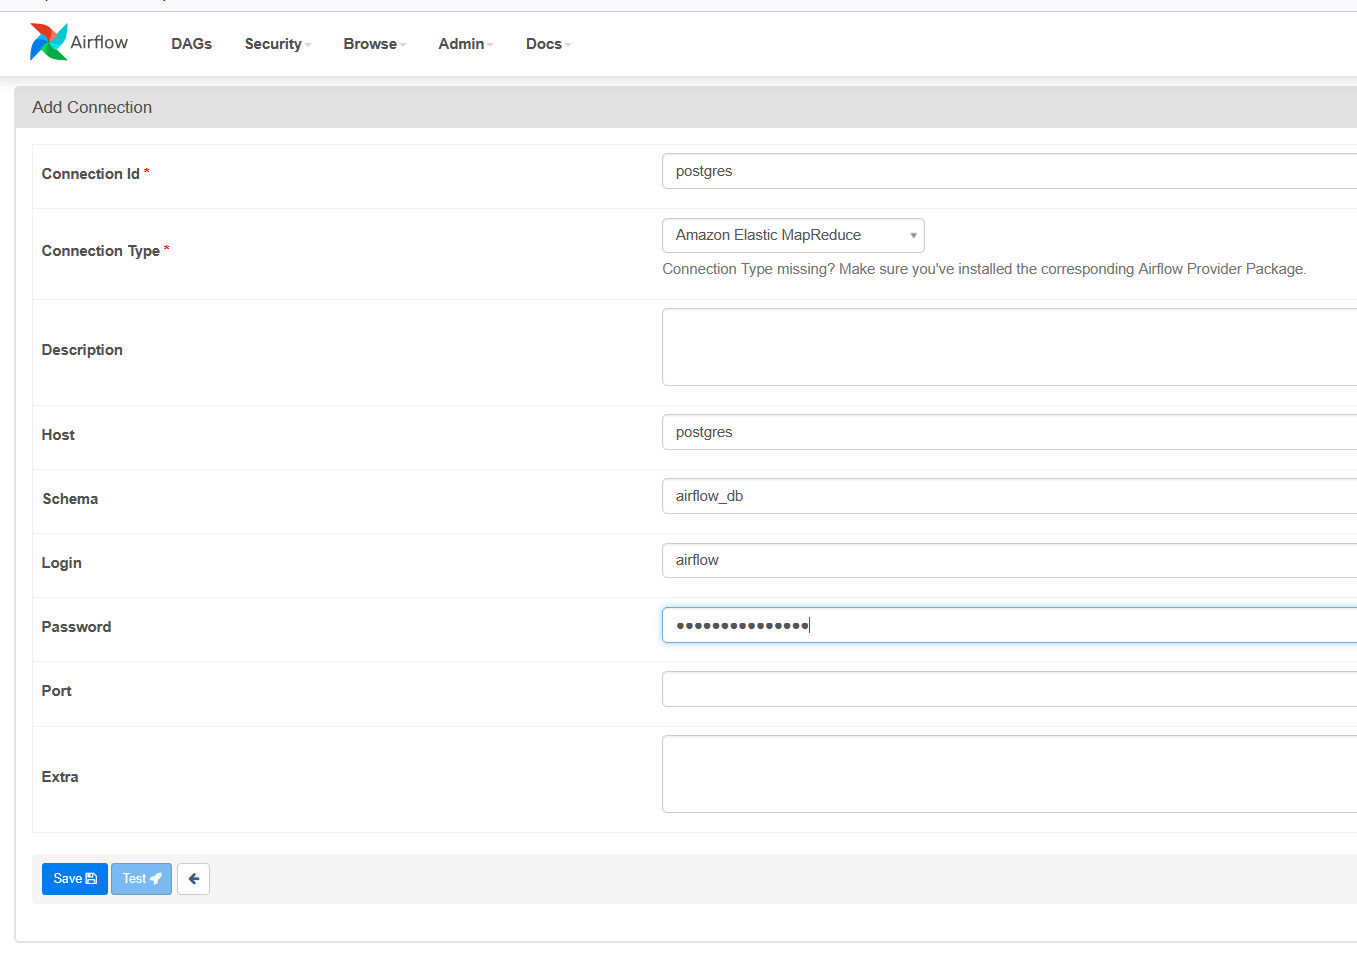 Airflow DAGs Security Browse Admin Docs
Add Connection
Connection Id * postgres
Connection Type * Amazon Elastic MapReduce
Connection Type missing? Make sure you've installed the corresponding Airflow Provider Package.
Description
Host postgres
Schema airflow_db
Login airflow
Password •••••••••••••••
Port
Extra
Save Test